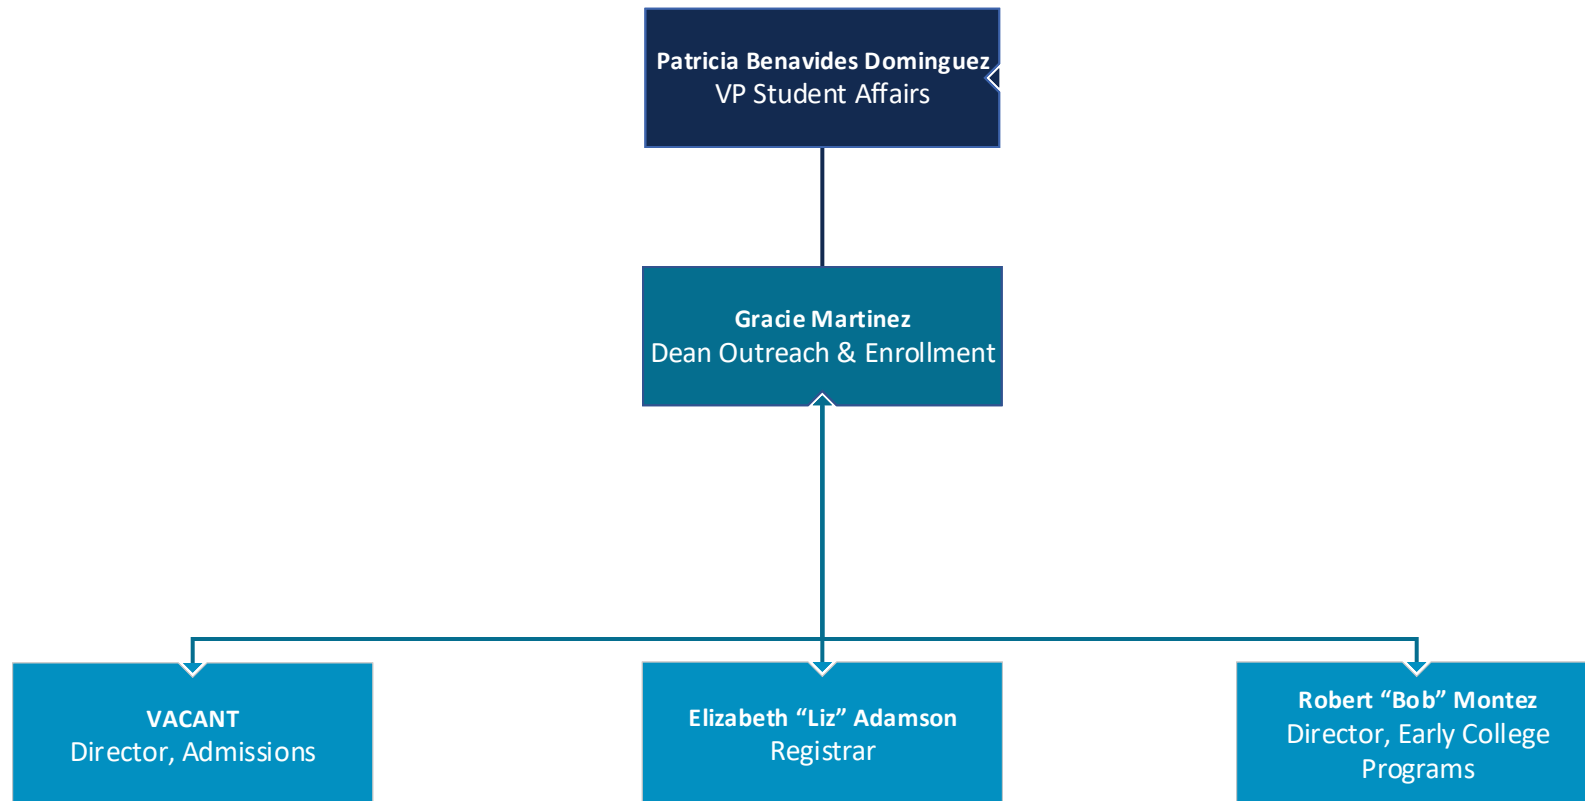 Patricia Benavides Dominguez
VP Student Affairs
Gracie Martinez
Dean Outreach & Enrollment
VACANT
Director, Admissions
Elizabeth “Liz” Adamson
Registrar
Robert “Bob” Montez
Director, Early College
Programs